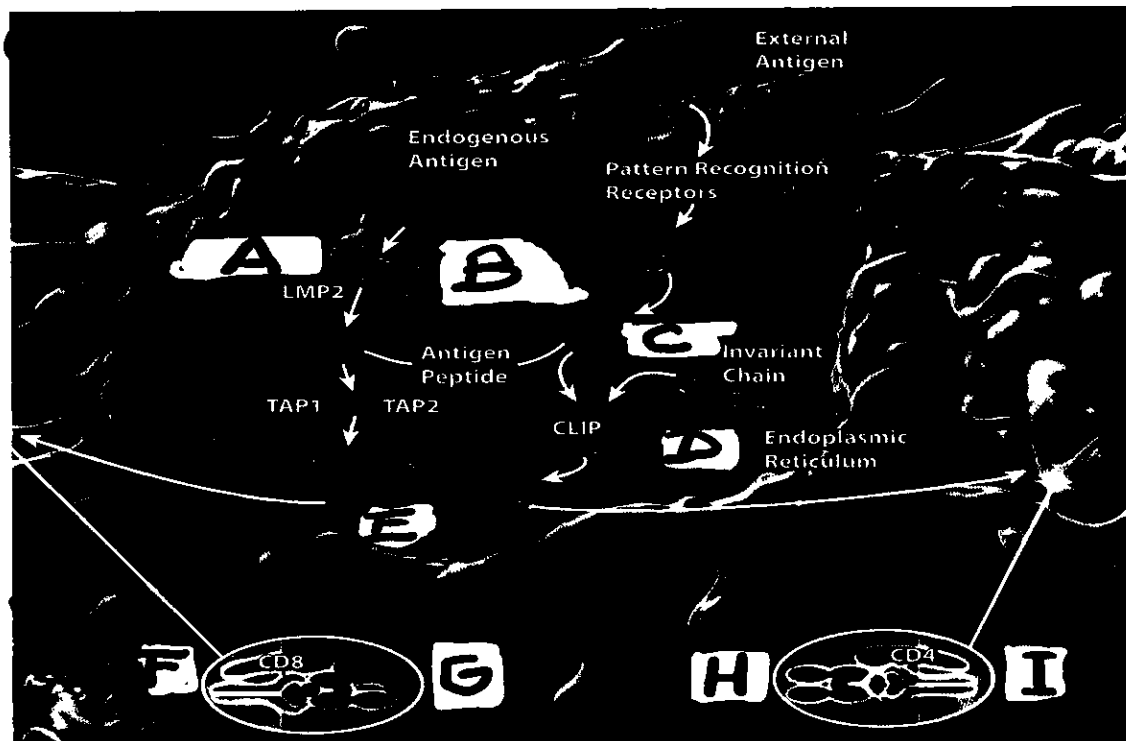 External
Antigen
Endogenous
Antigen
Pattern Recognition
Receptors
A
B
LMP2
C
Antigen
Peptide
Invariant
Chain
TAP1
TAP2
CLIP
D
Endoplasmic
Reticulum
E
F
CD8
G
H
CD4
I